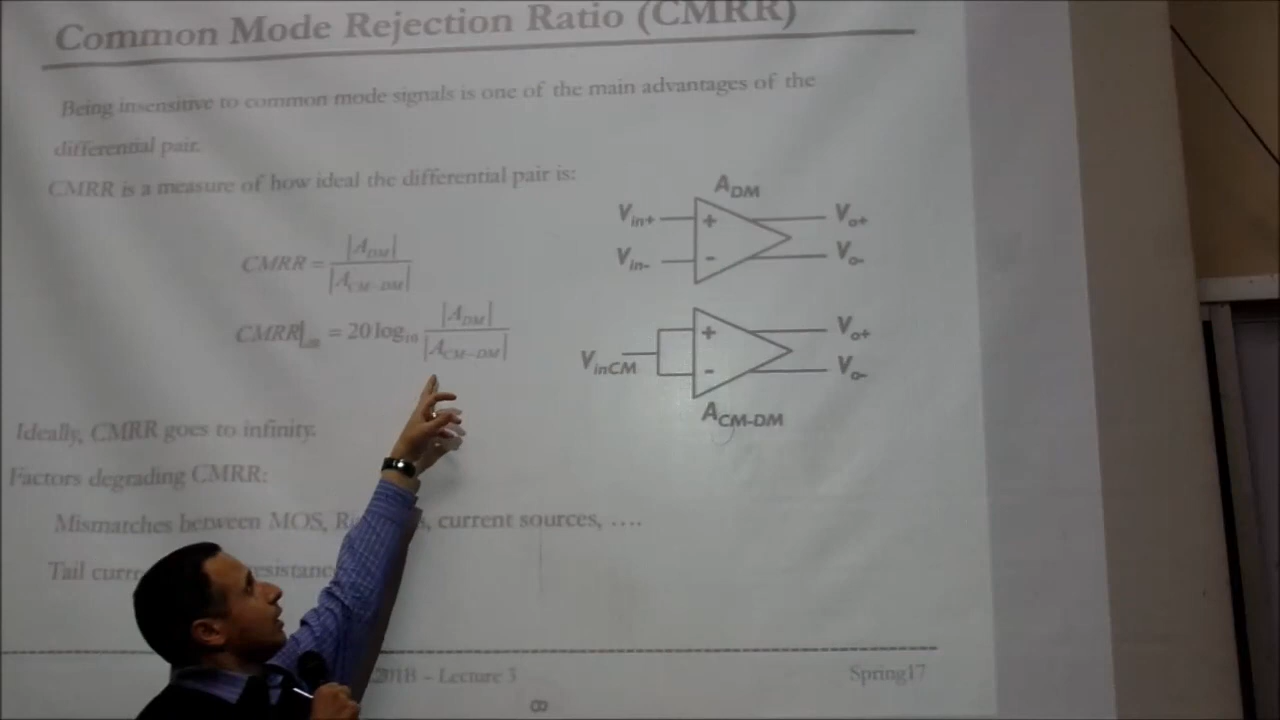 Common Mode Rejection Ratio (CMRR)
Being insensitive to common mode signals is one of the main advantages of the
differential pair.
CMRR is a measure of how ideal the differential pair is:
CMRR = |A_DM| / |A_CM-DM|
CMRR|_dB = 20 log_10 |A_DM| / |A_CM-DM|
A_DM
V_in+ + V_o+
V_in- - V_o-
V_inCM + V_o+
- V_o-
A_CM-DM
Ideally, CMRR goes to infinity.
Factors degrading CMRR:
Mismatches between MOS, current sources, ....
Tail
Lecture 3
Spring17
8